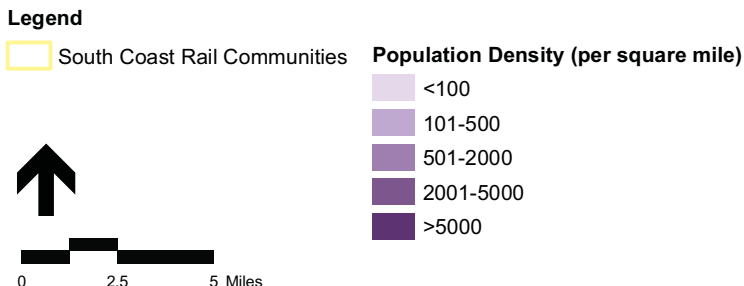 Legend
South Coast Rail Communities
Population Density (per square mile)
<100
101-500
501-2000
2001-5000
>5000
0 2.5 5 Miles